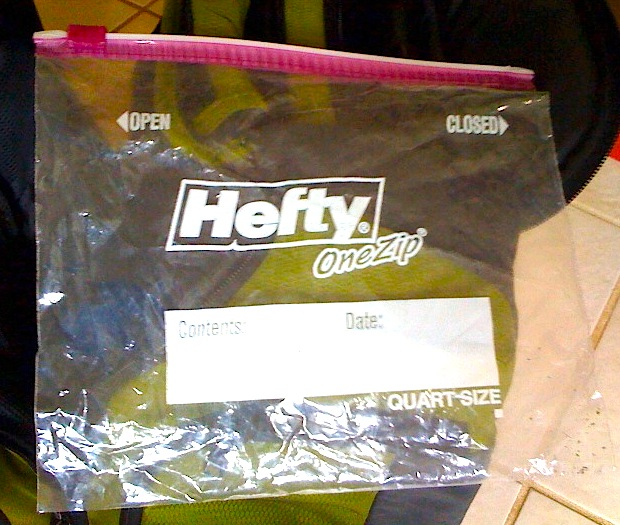 OPEN CLOSED
Hefty®
OneZip®
Contents: Date:
QUART SIZE